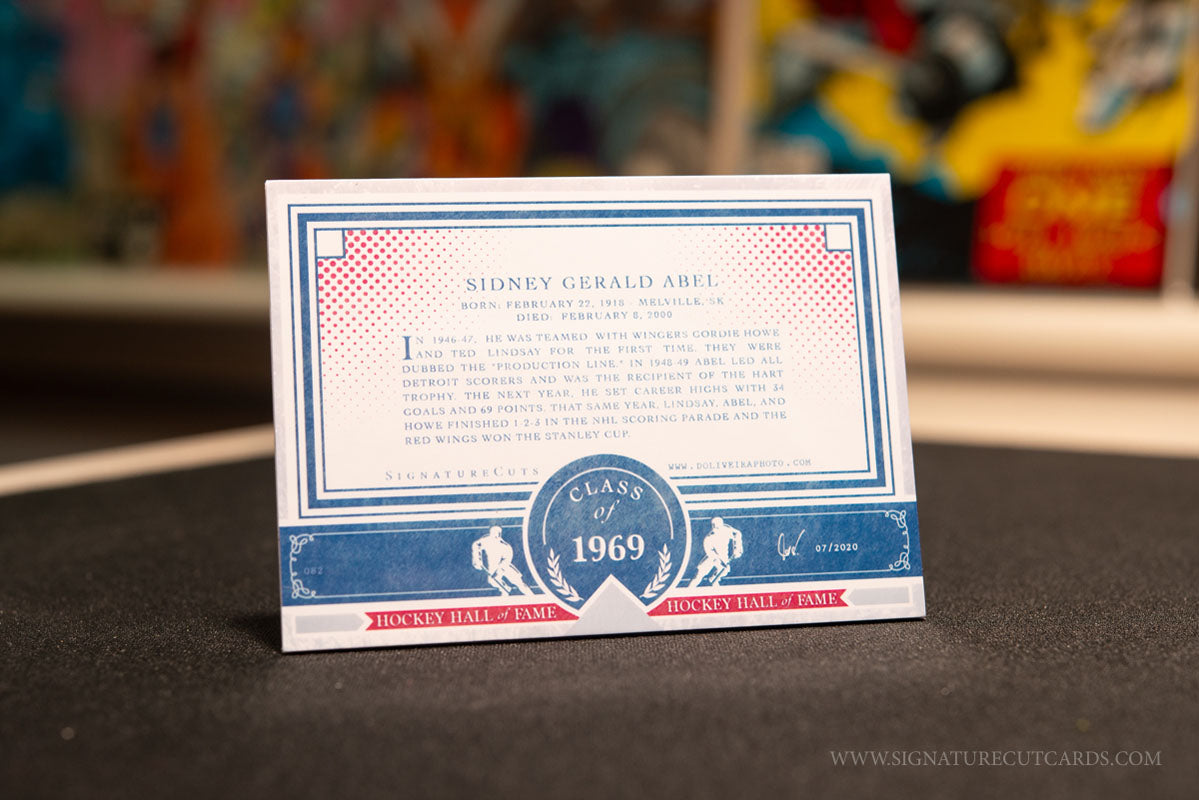 SIDNEY GERALD ABEL
BORN: FEBRUARY 22, 1918 - MELVILLE, SK
DIED: FEBRUARY 8, 2000
IN 1946-47, HE WAS TEAMED WITH WINGERS GORDIE HOWE
AND TED LINDSAY FOR THE FIRST TIME. THEY WERE
DUBBED THE "PRODUCTION LINE." IN 1948-49 ABEL LED ALL
DETROIT SCORERS AND WAS THE RECIPIENT OF THE HART
TROPHY. THE NEXT YEAR, HE SET CAREER HIGHS WITH 34
GOALS AND 69 POINTS. THAT SAME YEAR, LINDSAY, ABEL, AND
HOWE FINISHED 1-2-3 IN THE NHL SCORING PARADE AND THE
RED WINGS WON THE STANLEY CUP.
SIGNATURECUTS
WWW.DOLIVEIRAPHOTO.COM
CLASS
of
1969
082
07/2020
HOCKEY HALL of FAME
HOCKEY HALL of FAME
WWW.SIGNATURECUTCARDS.COM